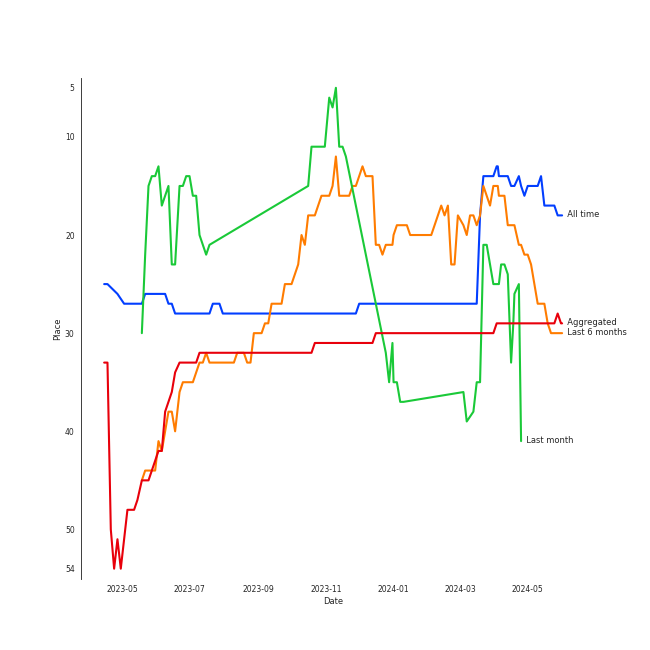 5
10
20
30
40
50
54
Place
All time
Aggregated
Last 6 months
Last month
2023-05
2023-07
2023-09
2023-11
2024-01
2024-03
2024-05
Date